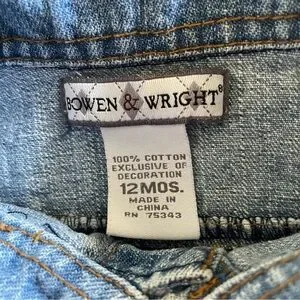 BOWEN & WRIGHT®
100% COTTON
EXCLUSIVE OF
DECORATION
12MOS.
MADE IN
CHINA
RN 75343